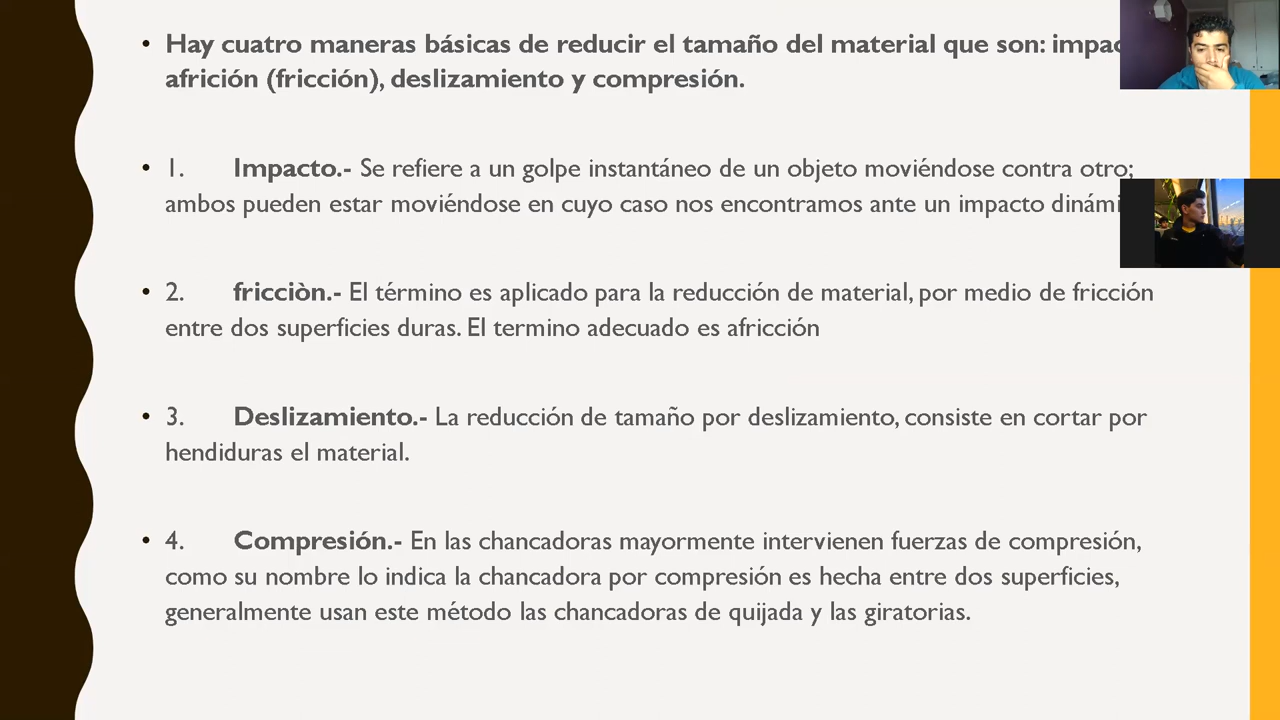 • Hay cuatro maneras básicas de reducir el tamaño del material que son:
africión (fricción), deslizamiento y compresión.
• 1. Impacto.- Se refiere a un golpe instantáneo de un objeto moviéndose contra otro;
ambos pueden estar moviéndose en cuyo caso nos encontramos ante un impacto
• 2. fricciòn.- El término es aplicado para la reducción de material, por medio de fricción
entre dos superficies duras. El termino adecuado es africción
• 3. Deslizamiento.- La reducción de tamaño por deslizamiento, consiste en cortar por
hendiduras el material.
• 4. Compresión.- En las chancadoras mayormente intervienen fuerzas de compresión,
como su nombre lo indica la chancadora por compresión es hecha entre dos superficies,
generalmente usan este método las chancadoras de quijada y las giratorias.